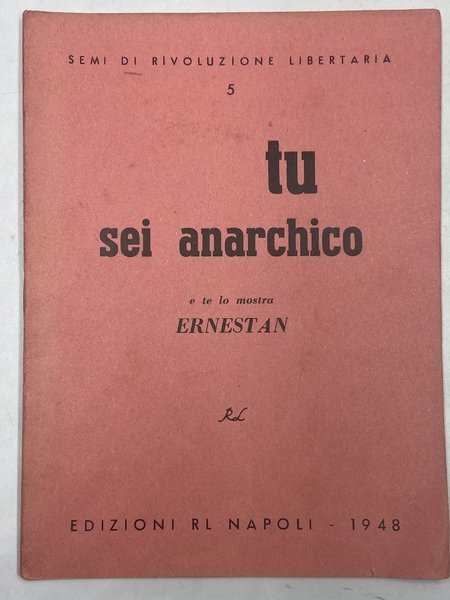 SEMI DI RIVOLUZIONE LIBERTARIA
5
tu
sei anarchico
e te lo mostra
ERNESTAN
RL
EDIZIONI RL NAPOLI - 1948